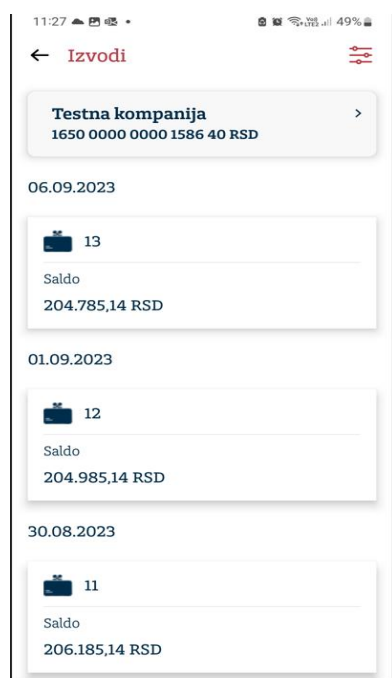 11:27
49%
Izvodi
Testna kompanija
1650 0000 0000 1586 40 RSD
06.09.2023
13
Saldo
204.785,14 RSD
01.09.2023
12
Saldo
204.985,14 RSD
30.08.2023
11
Saldo
206.185,14 RSD